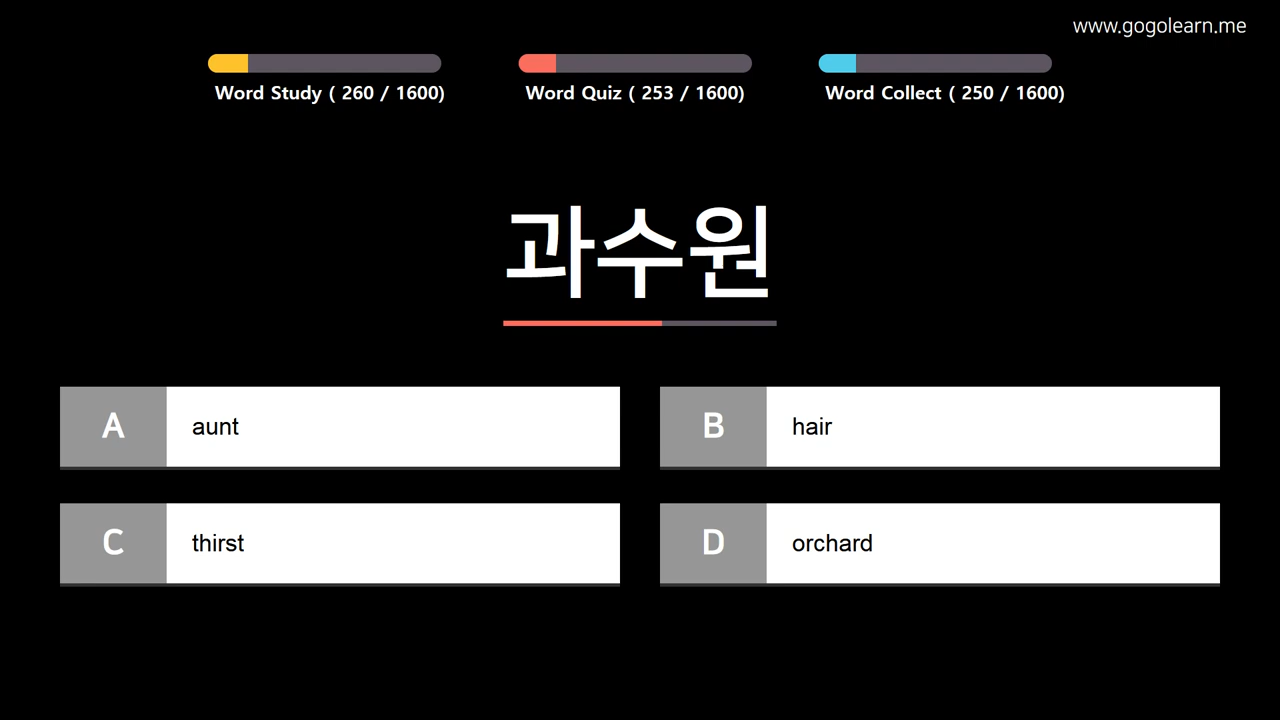 www.gogolearn.me
Word Study ( 260 / 1600)
Word Quiz ( 253 / 1600)
Word Collect ( 250 / 1600)
과수원
A aunt
B hair
C thirst
D orchard